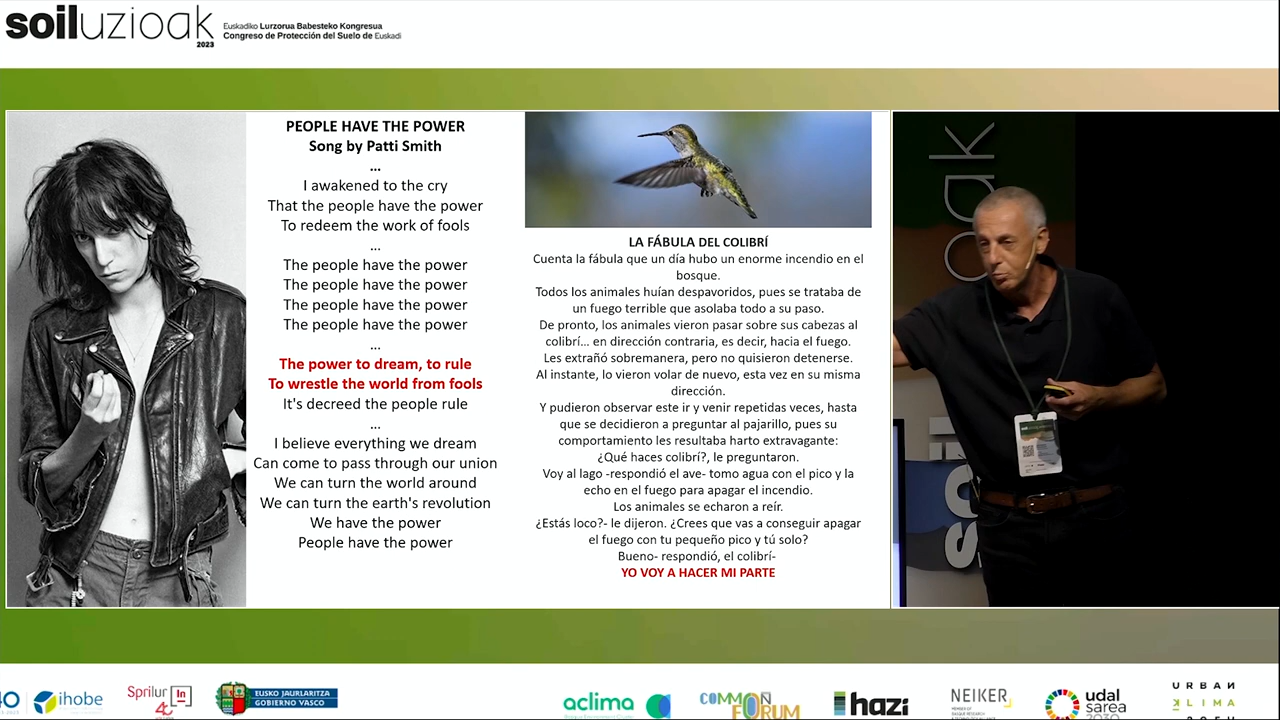 soiluzioak
2023
Euskadiko Lurzorua Babesteko Kongresua
Congreso de Protección del Suelo de Euskadi
PEOPLE HAVE THE POWER
Song by Patti Smith
...
I awakened to the cry
That the people have the power
To redeem the work of fools
...
The people have the power
The people have the power
The people have the power
The people have the power
...
The power to dream, to rule
To wrestle the world from fools
It's decreed the people rule
...
I believe everything we dream
Can come to pass through our union
We can turn the world around
We can turn the earth's revolution
We have the power
People have the power
LA FÁBULA DEL COLIBRÍ
Cuenta la fábula que un día hubo un enorme incendio en el
bosque.
Todos los animales huían despavoridos, pues se trataba de
un fuego terrible que asolaba todo a su paso.
De pronto, los animales vieron pasar sobre sus cabezas al
colibrí... en dirección contraria, es decir, hacia el fuego.
Les extrañó sobremanera, pero no quisieron detenerse.
Al instante, lo vieron volar de nuevo, esta vez en su misma
dirección.
Y pudieron observar este ir y venir repetidas veces, hasta
que se decidieron a preguntar al pajarillo, pues su
comportamiento les resultaba harto extravagante:
¿Qué haces colibrí?, le preguntaron.
Voy al lago -respondió el ave- tomo agua con el pico y la
echo en el fuego para apagar el incendio.
Los animales se echaron a reír.
¿Estás loco?- le dijeron. ¿Crees que vas a conseguir apagar
el fuego con tu pequeño pico y tú solo?
Bueno- respondió, el colibrí-
YO VOY A HACER MI PARTE
oak
soil
ihobe
Sprilur
In
EUSKO JAURLARITZA
GOBIERNO VASCO
aclima
COMMON
FORUM
hazi
NEIKER
udal
sarea
2030
URBAN
KLIMA